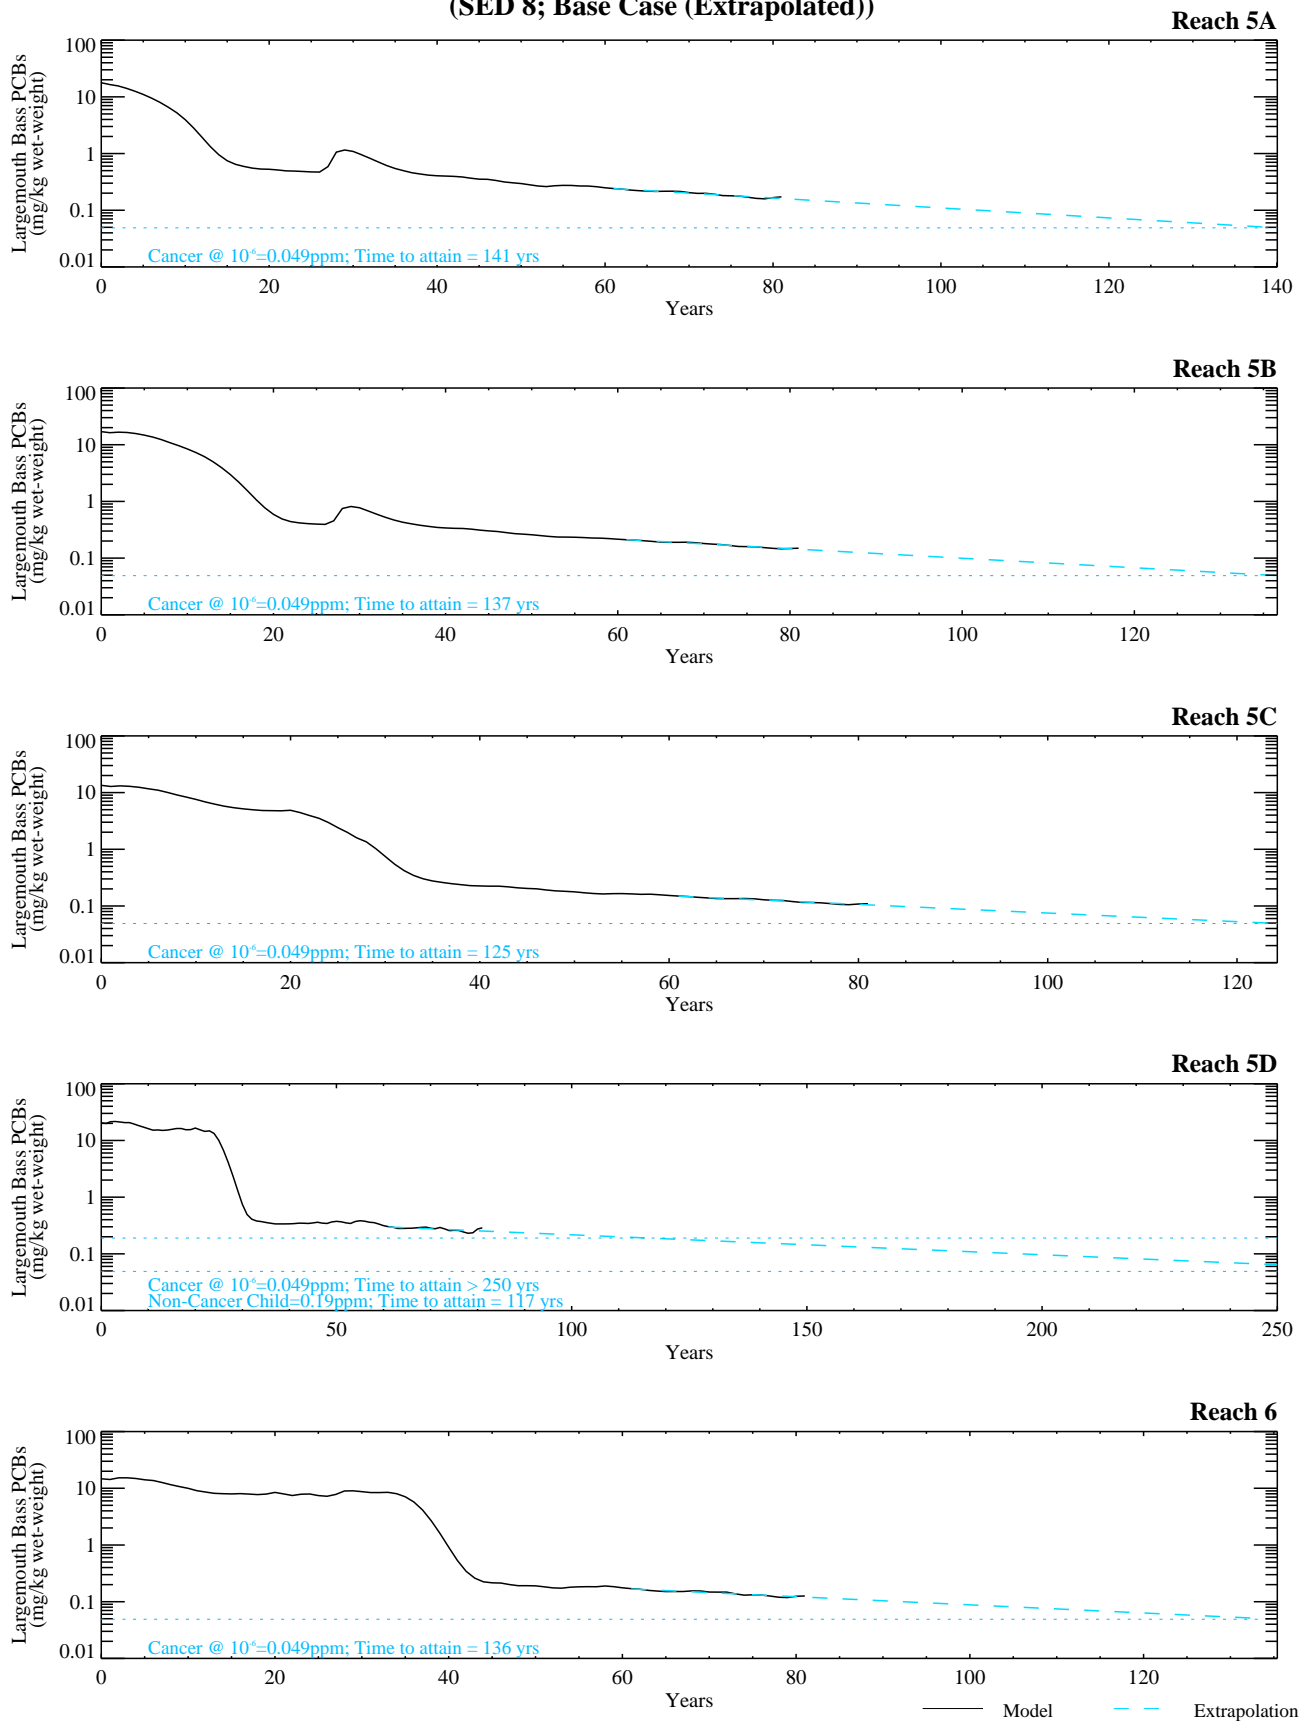 (SED 8; Base Case (Extrapolated))
Reach 5A
Largemouth Bass PCBs
(mg/kg wet-weight)
100
10
1
0.1
0.01
Cancer @ 10⁻⁶=0.049ppm; Time to attain = 141 yrs
0 20 40 60 80 100 120 140
Years
Reach 5B
Largemouth Bass PCBs
(mg/kg wet-weight)
100
10
1
0.1
0.01
Cancer @ 10⁻⁶=0.049ppm; Time to attain = 137 yrs
0 20 40 60 80 100 120
Years
Reach 5C
Largemouth Bass PCBs
(mg/kg wet-weight)
100
10
1
0.1
0.01
Cancer @ 10⁻⁶=0.049ppm; Time to attain = 125 yrs
0 20 40 60 80 100 120
Years
Reach 5D
Largemouth Bass PCBs
(mg/kg wet-weight)
100
10
1
0.1
0.01
Cancer @ 10⁻⁶=0.049ppm; Time to attain > 250 yrs
Non-Cancer Child=0.19ppm; Time to attain = 117 yrs
0 50 100 150 200 250
Years
Reach 6
Largemouth Bass PCBs
(mg/kg wet-weight)
100
10
1
0.1
0.01
Cancer @ 10⁻⁶=0.049ppm; Time to attain = 136 yrs
0 20 40 60 80 100 120
Years
Model Extrapolation